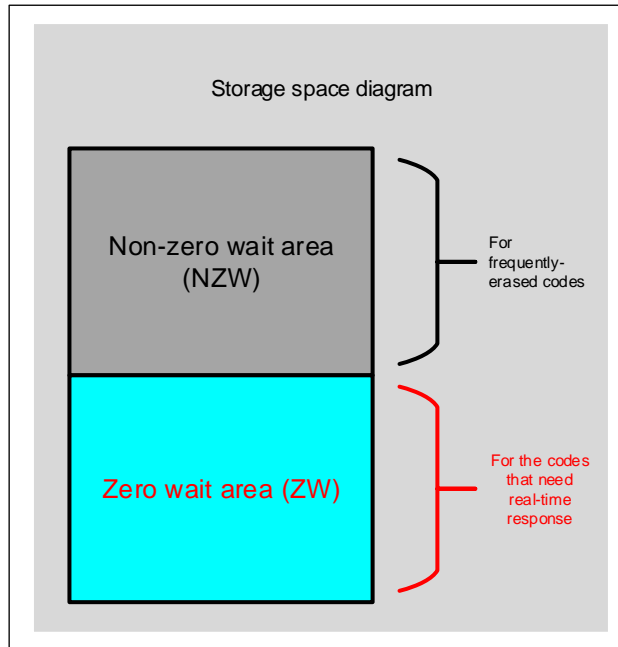 Storage space diagram
Non-zero wait area
(NZW)
For
frequently-
erased codes
Zero wait area (ZW)
For the codes
that need
real-time
response